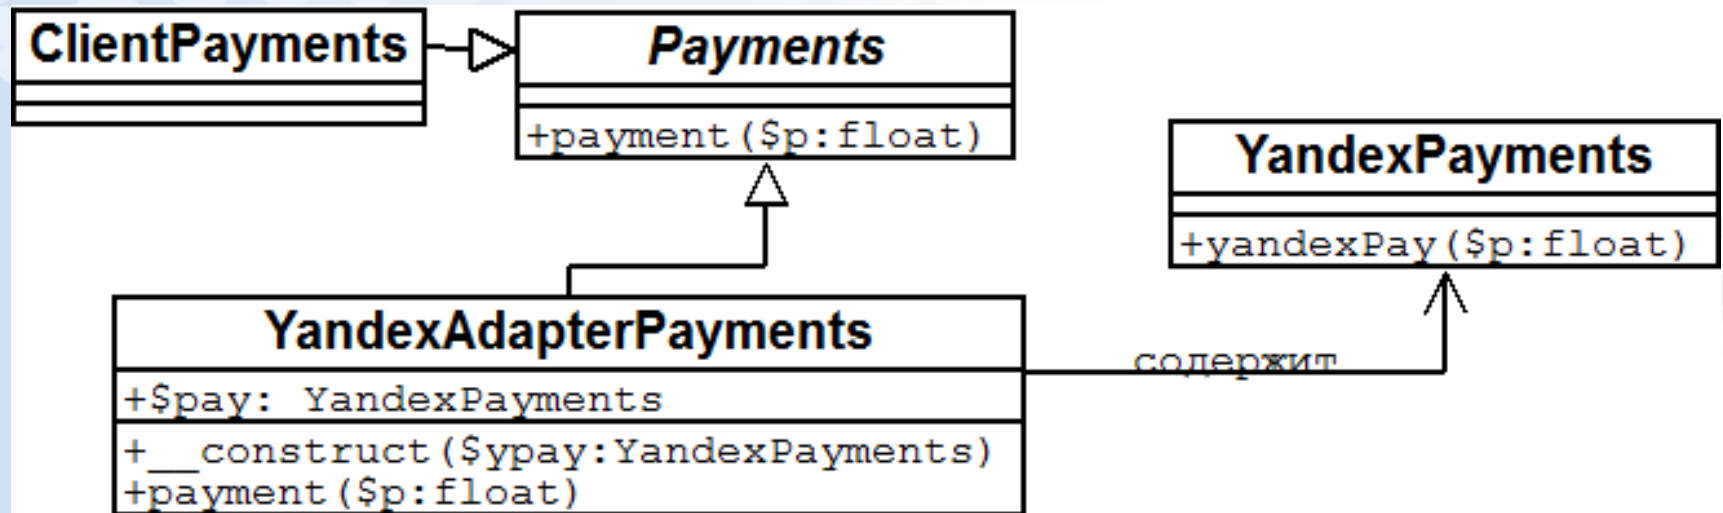 ClientPayments
Payments
+payment($p:float)
YandexPayments
+yandexPay($p:float)
YandexAdapterPayments
+$pay: YandexPayments
+__construct($ypay:YandexPayments)
+payment($p:float)
содержит